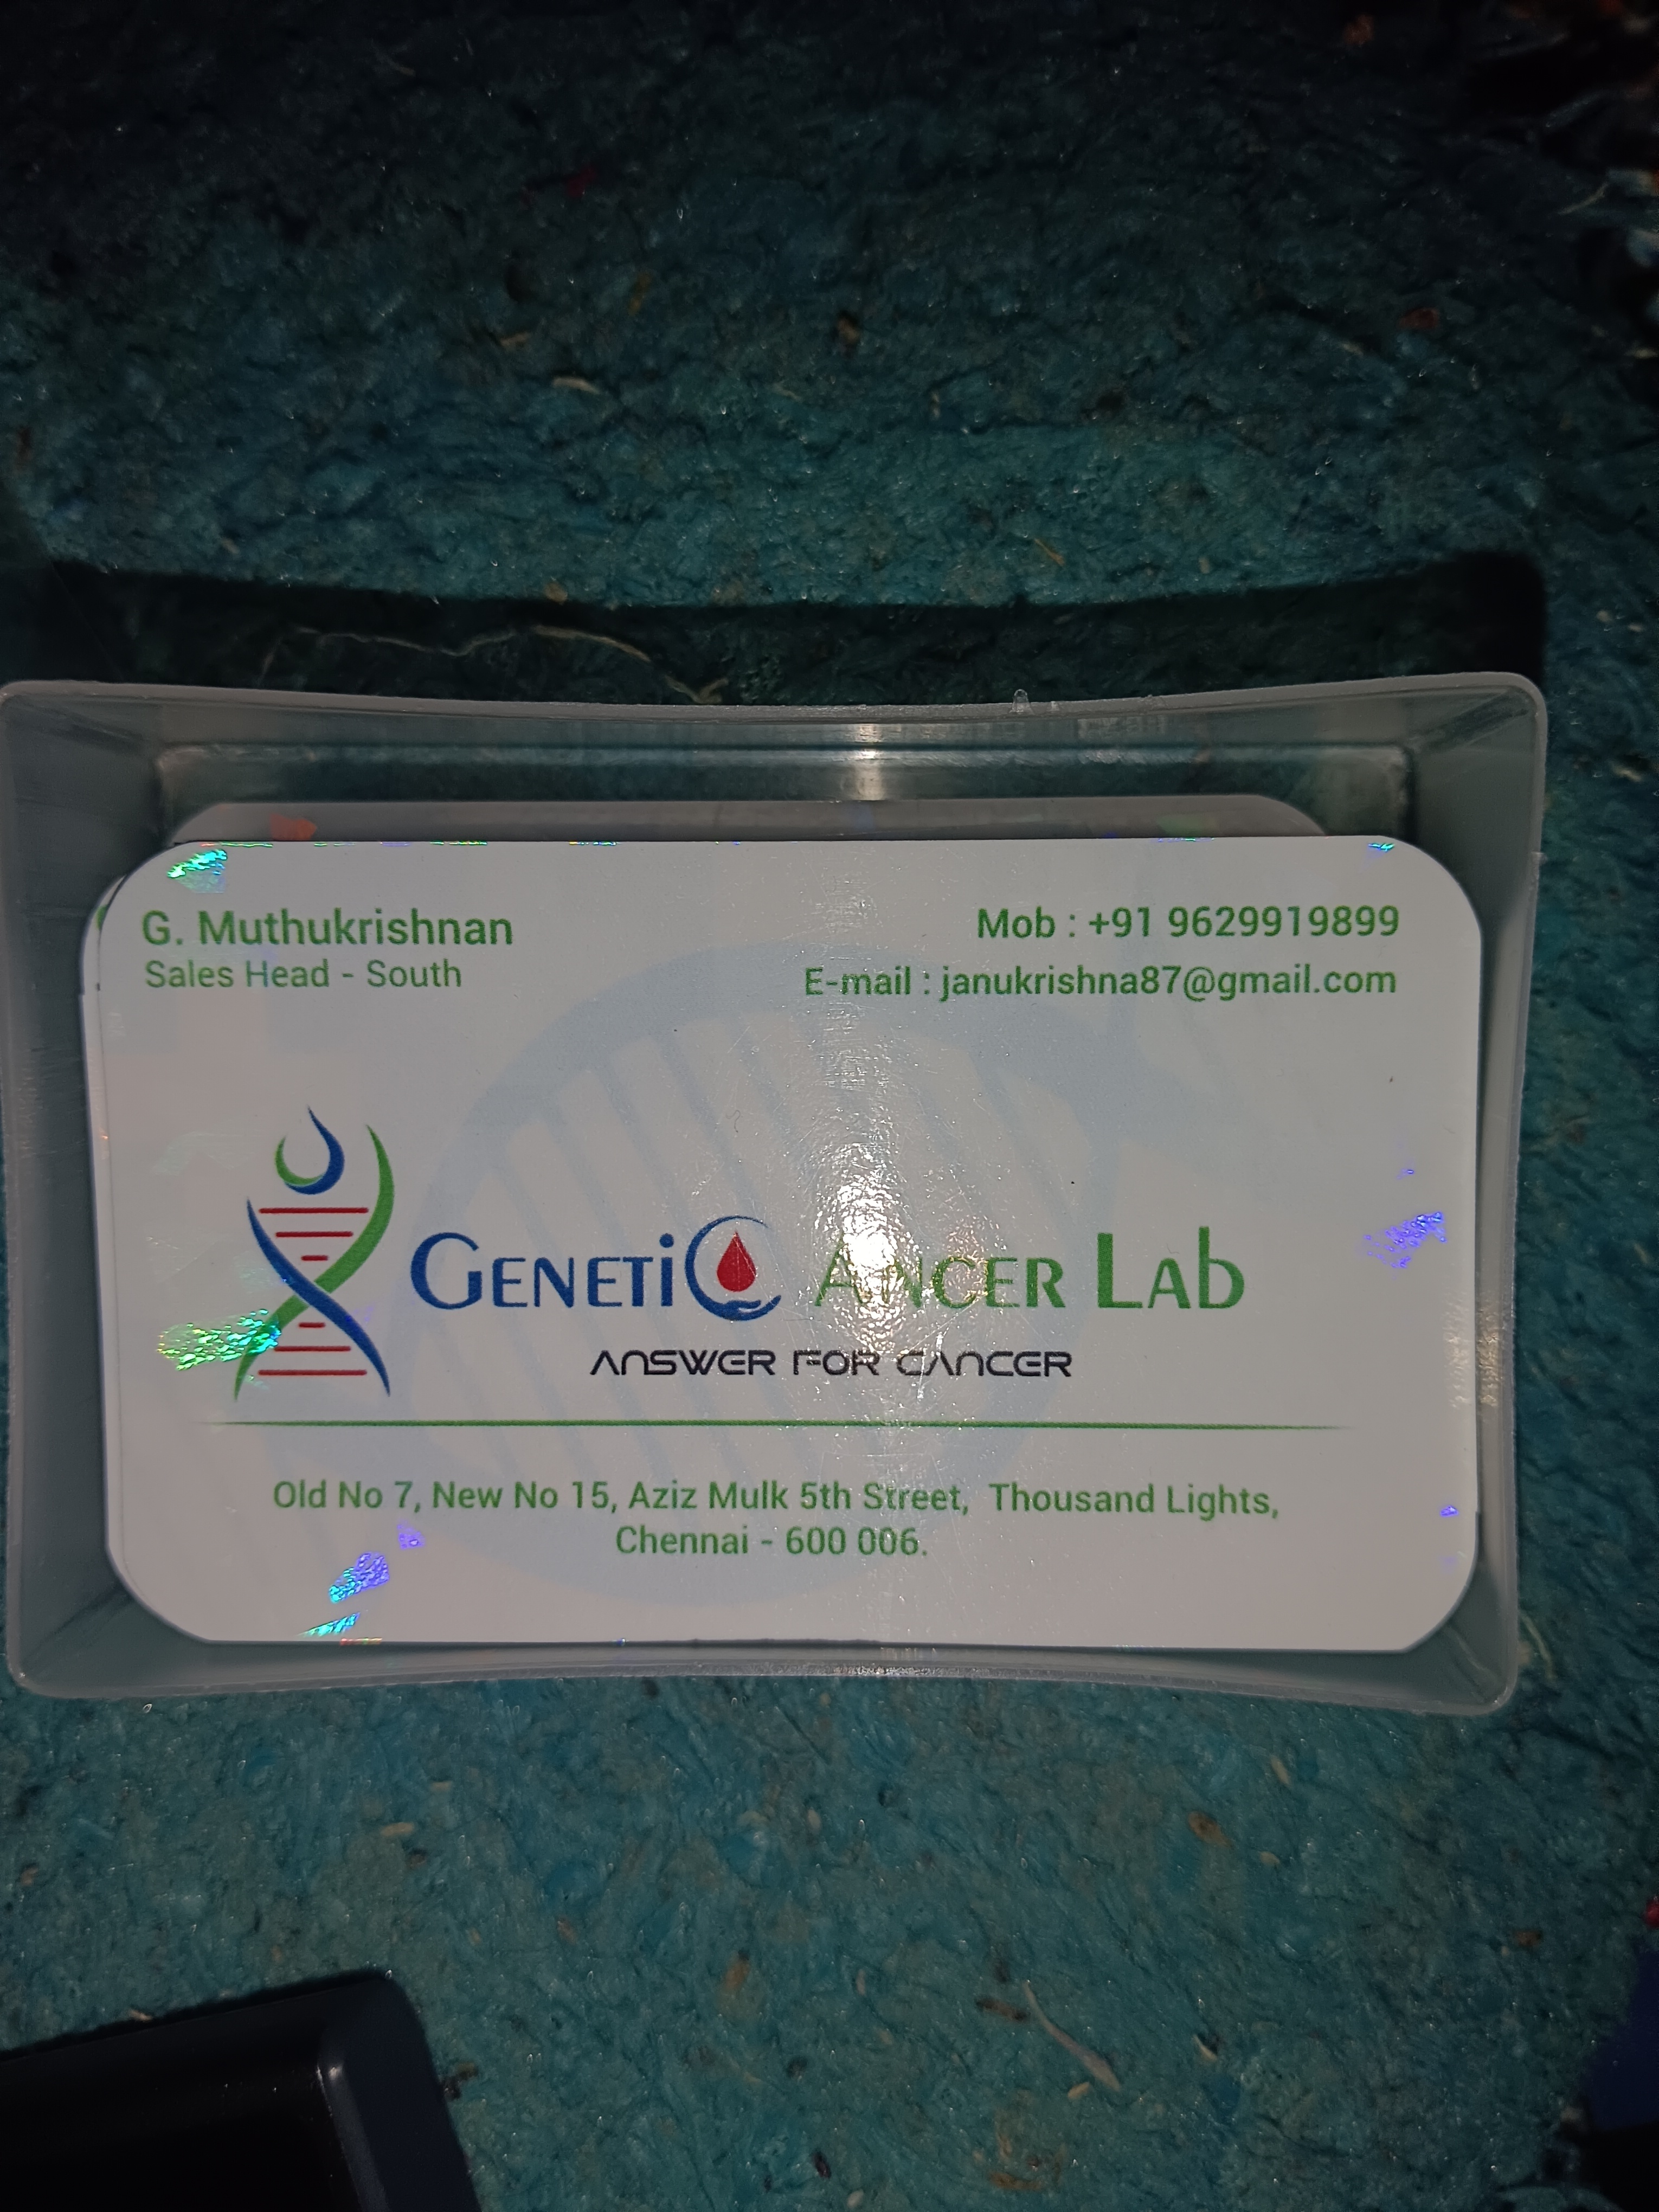 G. Muthukrishnan
Sales Head - South
Mob : +91 9629919899
E-mail : janukrishna87@gmail.com
GENETiC ANCER LAb
ANSWER FOR CANCER
Old No 7, New No 15, Aziz Mulk 5th Street, Thousand Lights,
Chennai - 600 006.